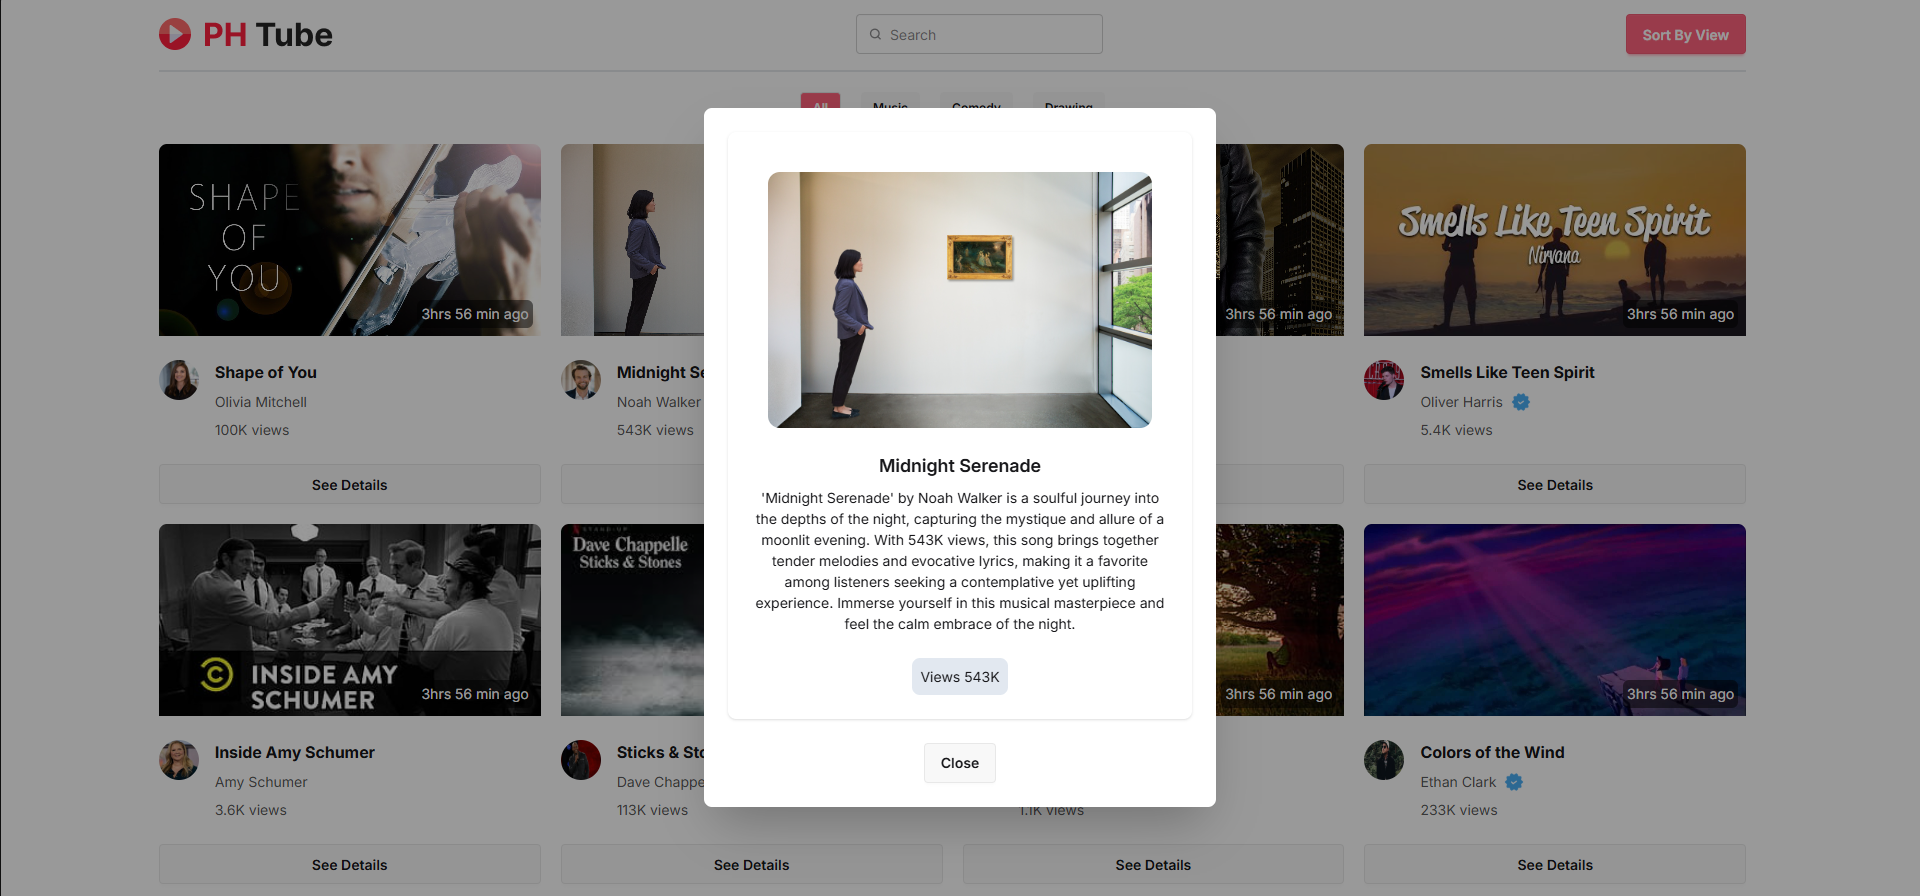 PH Tube
Search
Sort By View
All
Music
Comedy
Drawing
SHAPE
OF
YOU
3hrs 56 min ago
3hrs 56 min ago
Smells Like Teen Spirit
Nirvana
3hrs 56 min ago
Shape of You
Olivia Mitchell
100K views
See Details
Midnight Se
Noah Walker
543K views
Smells Like Teen Spirit
Oliver Harris
5.4K views
See Details
Midnight Serenade
'Midnight Serenade' by Noah Walker is a soulful journey into
the depths of the night, capturing the mystique and allure of a
moonlit evening. With 543K views, this song brings together
tender melodies and evocative lyrics, making it a favorite
among listeners seeking a contemplative yet uplifting
experience. Immerse yourself in this musical masterpiece and
feel the calm embrace of the night.
Views 543K
Close
INSIDE AMY
SCHUMER
3hrs 56 min ago
STAND-UP
Dave Chappelle
Sticks & Stones
3hrs 56 min ago
3hrs 56 min ago
Inside Amy Schumer
Amy Schumer
3.6K views
See Details
Sticks & Sto
Dave Chappe
113K views
See Details
1.1K views
See Details
Colors of the Wind
Ethan Clark
233K views
See Details